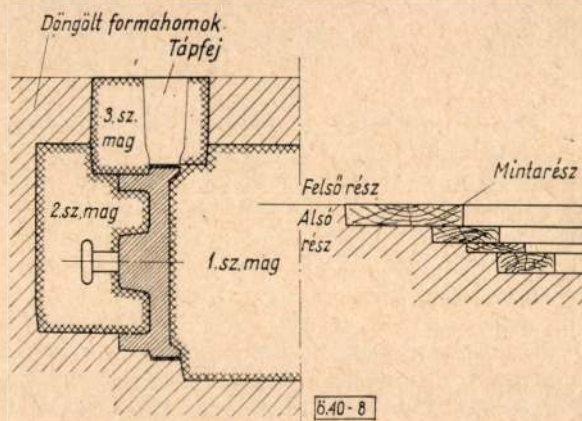 Döngölt formahomok
Tápfej
3. sz.
mag
2. sz. mag
1. sz. mag
Felső rész
Alsó
rész
Mintarész
ö.40 - 8